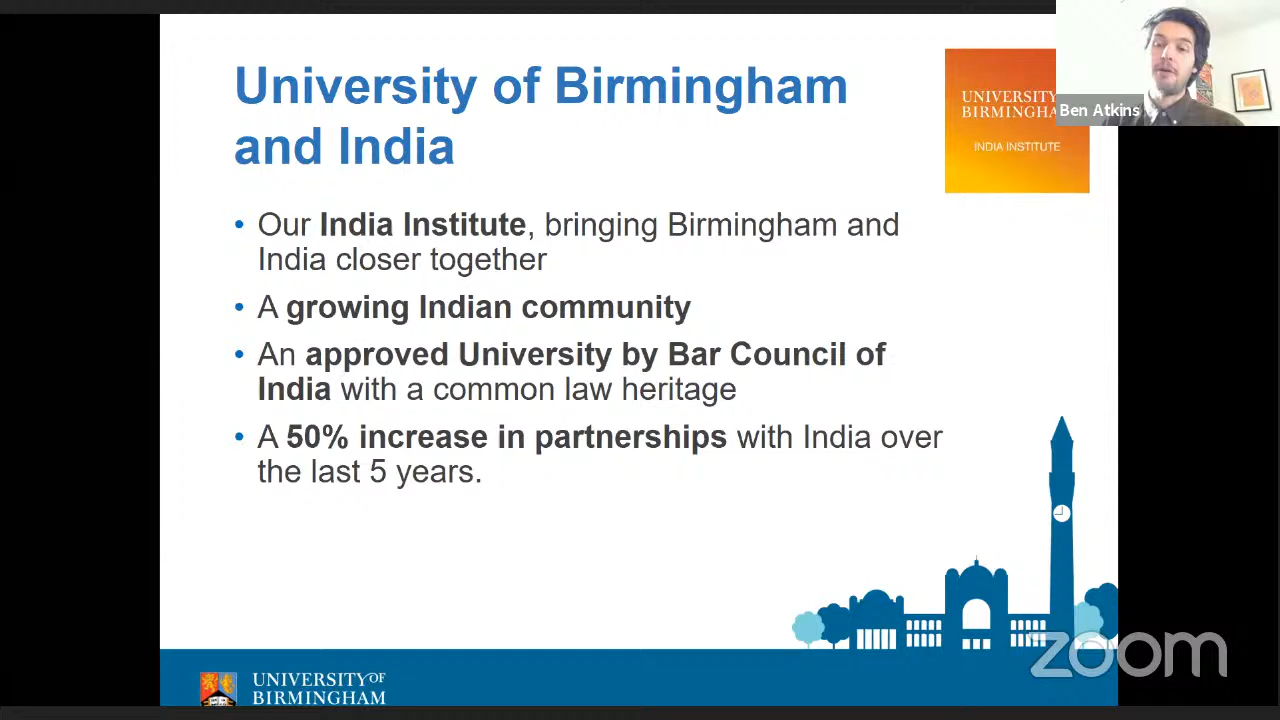 University of Birmingham
and India
UNIVERSITY
BIRMINGHA
INDIA INSTITUTE
Ben Atkins
• Our India Institute, bringing Birmingham and
India closer together
• A growing Indian community
• An approved University by Bar Council of
India with a common law heritage
• A 50% increase in partnerships with India over
the last 5 years.
UNIVERSITY OF
BIRMINGHAM
zoom